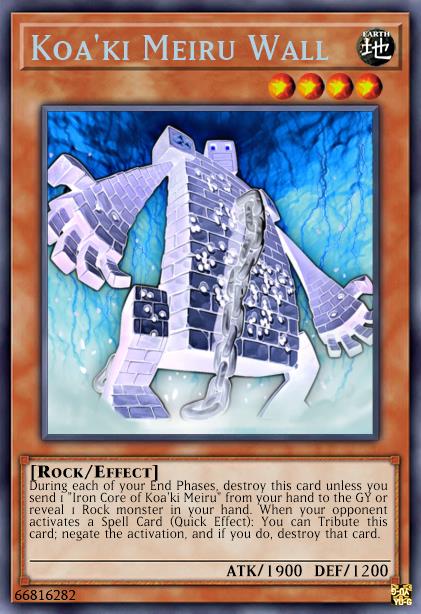 KOA'KI MEIRU WALL
EARTH
地
[ROCK/EFFECT]
During each of your End Phases, destroy this card unless you
send 1 "Iron Core of Koa'ki Meiru" from your hand to the GY or
reveal 1 Rock monster in your hand. When your opponent
activates a Spell Card (Quick Effect): You can Tribute this
card; negate the activation, and if you do, destroy that card.
ATK/1900 DEF/1200
66816282